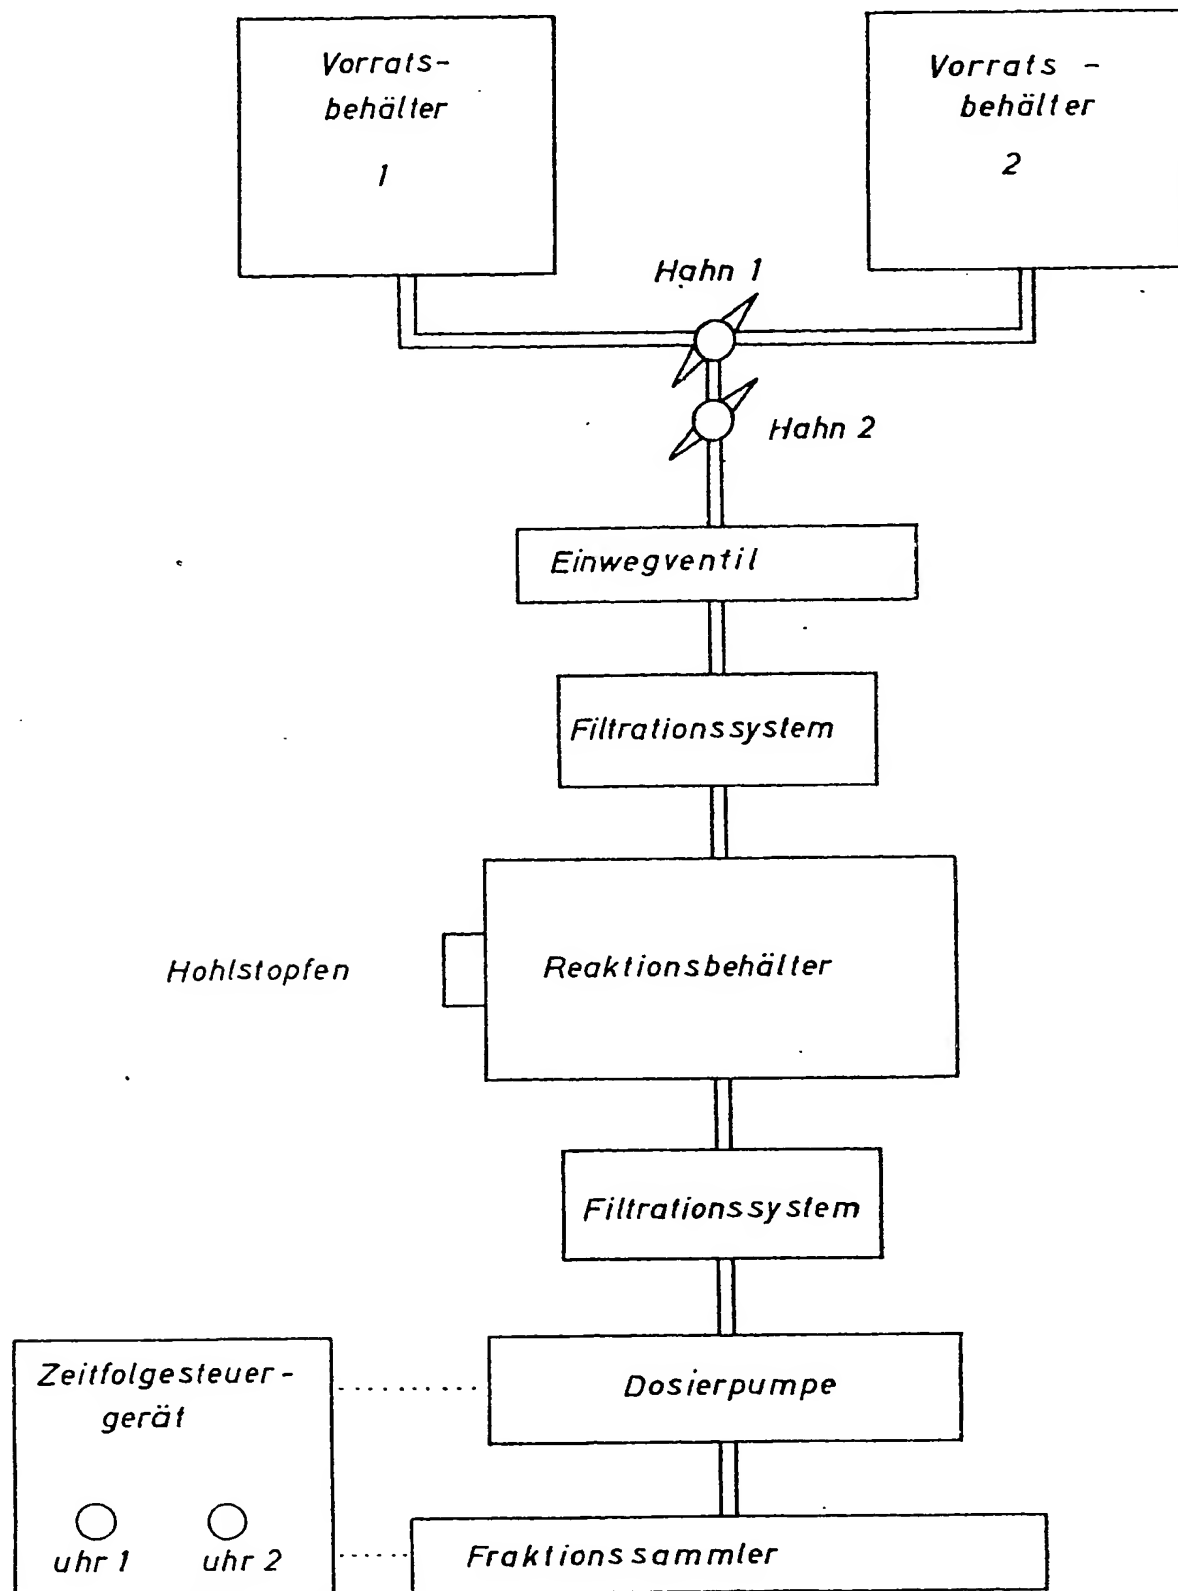 Vorrats-
behälter
1
Vorrats -
behälter
2
Hahn 1
Hahn 2
Einwegventil
Filtrationssystem
Hohlstopfen
Reaktionsbehälter
Filtrationssystem
Zeitfolgesteuer-
gerät
Dosierpumpe
uhr 1
uhr 2
Fraktionssammler